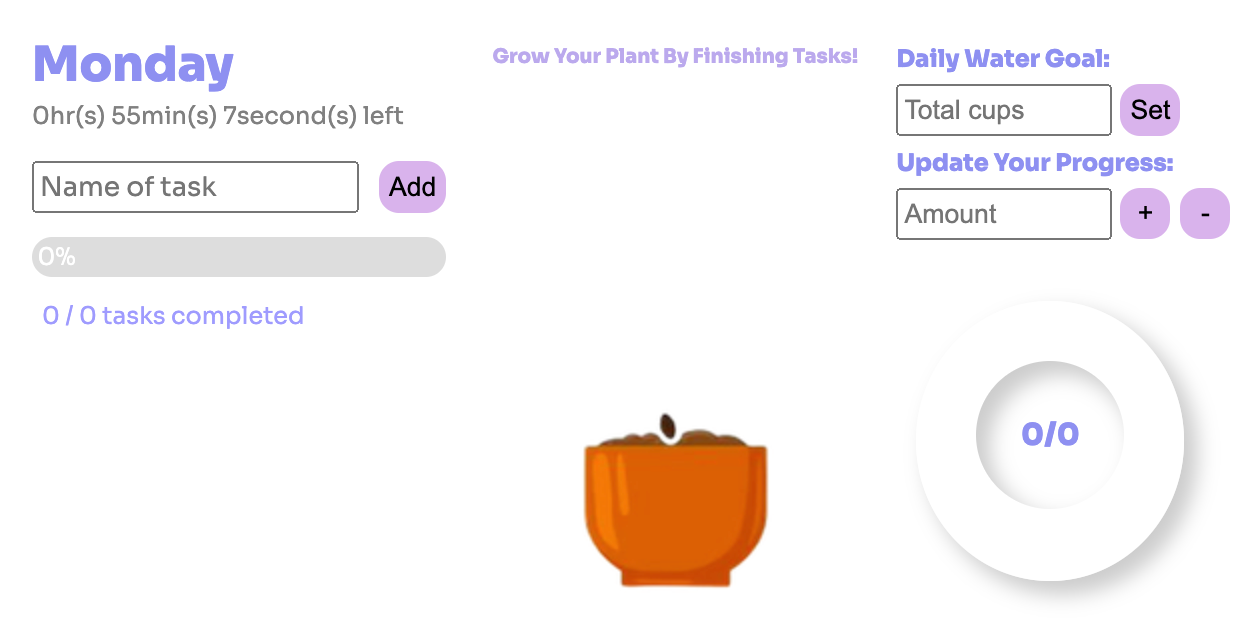 Monday
0hr(s) 55min(s) 7second(s) left
Name of task
Add
0%
0 / 0 tasks completed
Grow Your Plant By Finishing Tasks!
Daily Water Goal:
Total cups
Set
Update Your Progress:
Amount
+
-
0/0